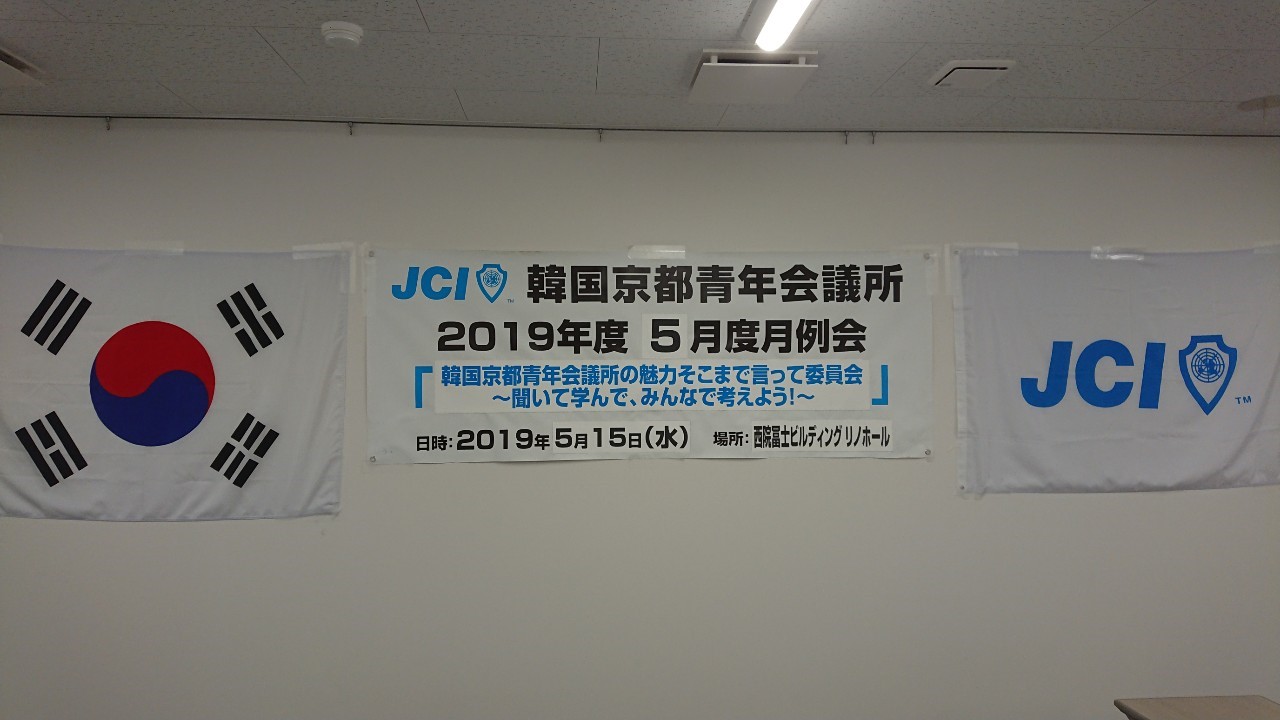 JCI ™ 韓国京都青年会議所
2019年度 5月度月例会
「韓国京都青年会議所の魅力そこまで言って委員会
～聞いて学んで、みんなで考えよう!～」
日時:2019年5月15日(水) 場所:西院冨士ビルディング リノホール
JCI ™